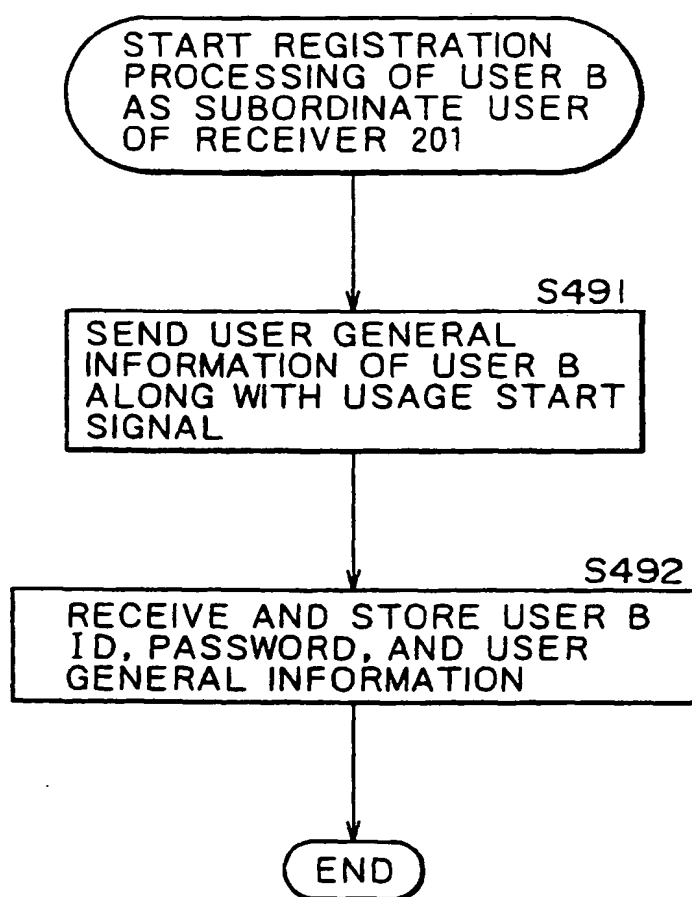 START REGISTRATION
PROCESSING OF USER B
AS SUBORDINATE USER
OF RECEIVER 201
S491
SEND USER GENERAL
INFORMATION OF USER B
ALONG WITH USAGE START
SIGNAL
S492
RECEIVE AND STORE USER B
ID, PASSWORD, AND USER
GENERAL INFORMATION
END